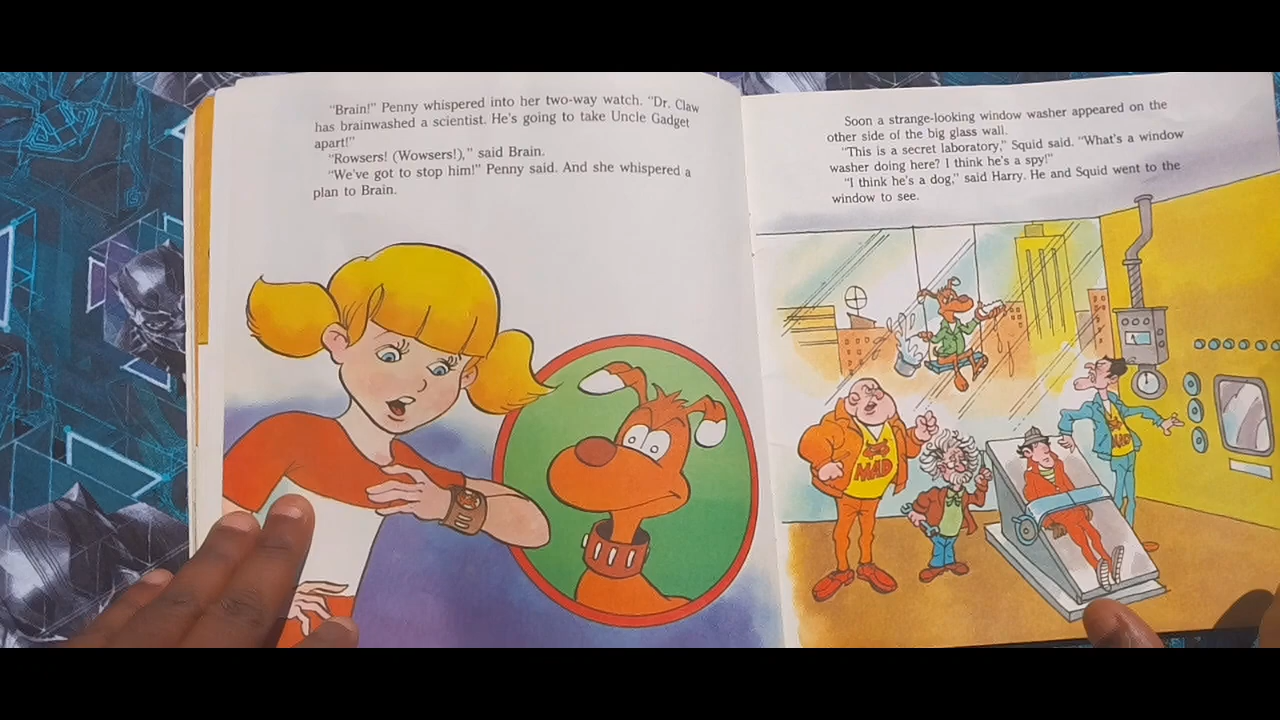 “Brain!” Penny whispered into her two-way watch. “Dr. Claw
has brainwashed a scientist. He's going to take Uncle Gadget
apart!”
“Rowsers! (Wowsers!),” said Brain.
“We've got to stop him!” Penny said. And she whispered a
plan to Brain.
Soon a strange-looking window washer appeared on the
other side of the big glass wall.
“This is a secret laboratory,” Squid said. “What's a window
washer doing here? I think he's a spy!”
“I think he's a dog,” said Harry. He and Squid went to the
window to see.
MAD